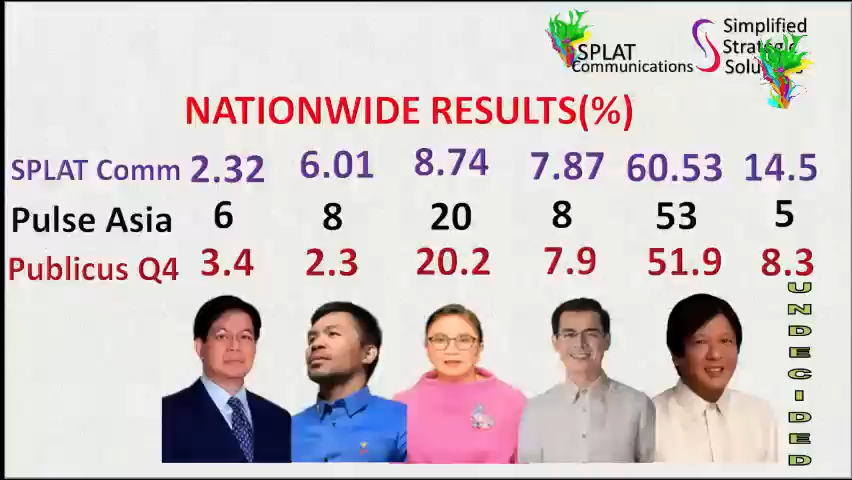 SPLAT
Communications
Simplified
Strategic
Solutions
NATIONWIDE RESULTS(%)
SPLAT Comm 2.32 6.01 8.74 7.87 60.53 14.5
Pulse Asia 6 8 20 8 53 5
Publicus Q4 3.4 2.3 20.2 7.9 51.9 8.3
UNDECIDED